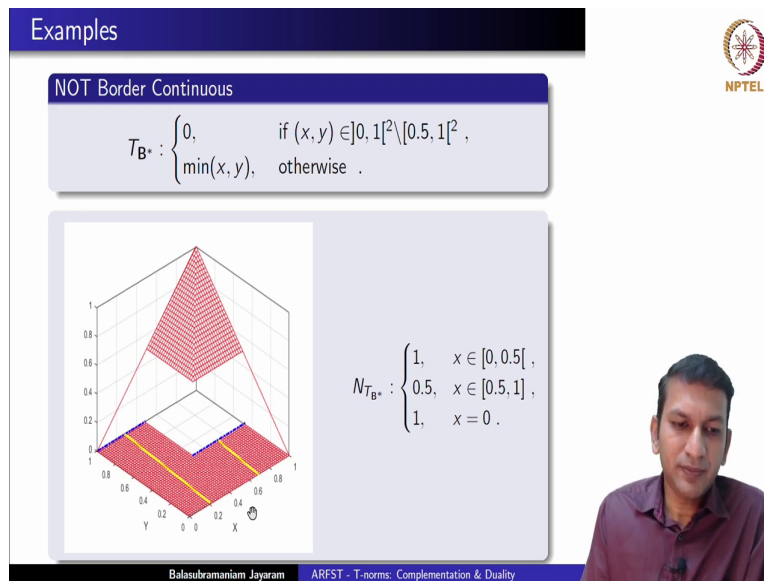 Examples
NPTEL
NOT Border Continuous
T_B* : { 0, if (x, y) ∈]0, 1[²\[0.5, 1[² ,
min(x, y), otherwise .
1
0.8
0.6
0.4
0.2
0
1
0.8
0.6
0.4
0.2
0
Y
0
0.2
0.4
0.6
0.8
1
X
N_T_B* : { 1, x ∈ [0, 0.5[ ,
0.5, x ∈ [0.5, 1] ,
1, x = 0 .
Balasubramaniam Jayaram ARFST - T-norms: Complementation & Duality